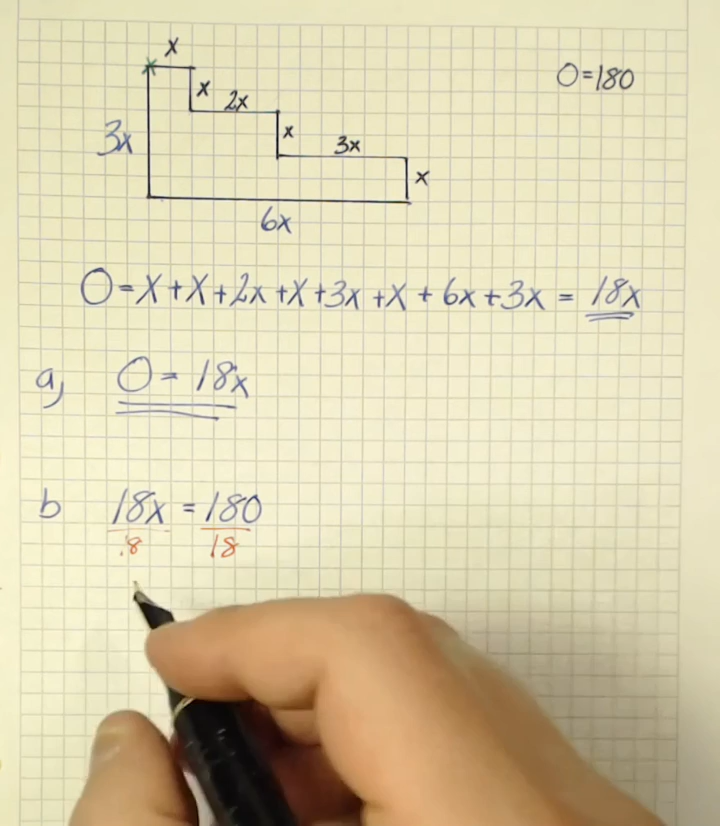 x
O=180
x
2x
3x
x
3x
x
6x
O=x+x+2x+x+3x+x+6x+3x = 18x
a) O = 18x
b 18x = 180
18 18